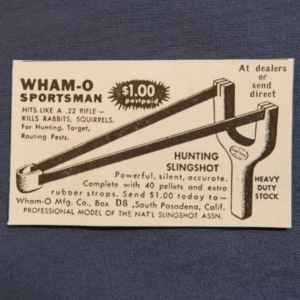 WHAM-O
SPORTSMAN
$1.00
postpaid
At dealers
or
send
direct
HITS LIKE A .22 RIFLE –
KILLS RABBITS, SQUIRRELS.
For Hunting, Target,
Routing Pests.
HUNTING
SLINGSHOT
HEAVY
DUTY
STOCK
Powerful, silent, accurate.
Complete with 40 pellets and extra
rubber straps. Send $1.00 today to—
Wham-O Mfg. Co., Box D8, South Pasadena, Calif.
PROFESSIONAL MODEL OF THE NAT'L SLINGSHOT ASSN.